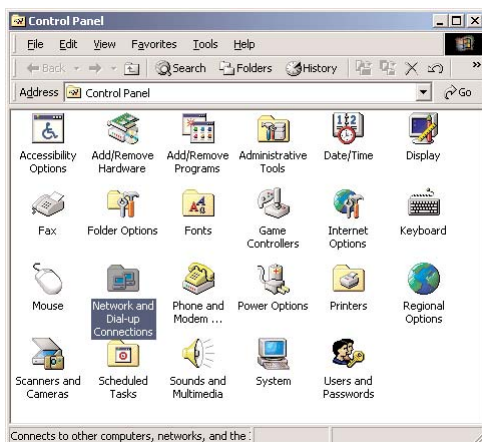 Control Panel
File Edit View Favorites Tools Help
Back Search Folders History »
Address Control Panel Go
Accessibility Options
Add/Remove Hardware
Add/Remove Programs
Administrative Tools
Date/Time
Display
Fax
Folder Options
Fonts
Game Controllers
Internet Options
Keyboard
Mouse
Network and Dial-up Connections
Phone and Modem ...
Power Options
Printers
Regional Options
Scanners and Cameras
Scheduled Tasks
Sounds and Multimedia
System
Users and Passwords
Connects to other computers, networks, and the